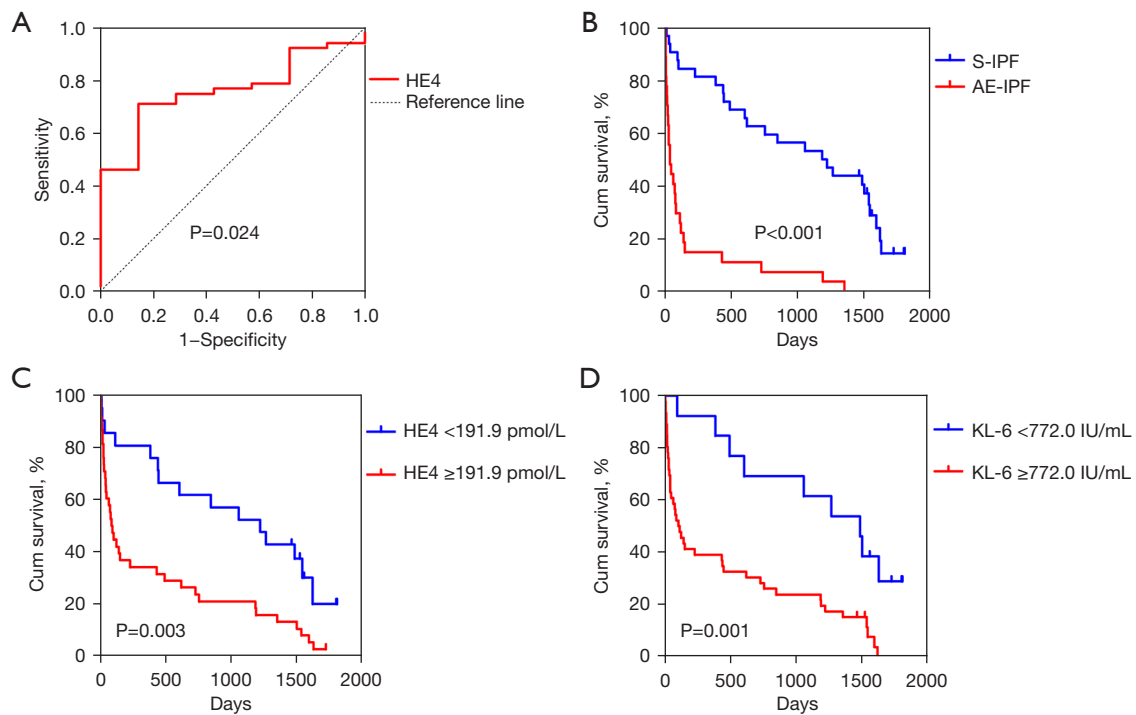 A
1.0
0.8
0.6
0.4
0.2
0.0
Sensitivity
0.0 0.2 0.4 0.6 0.8 1.0
1−Specificity
P=0.024
HE4
Reference line
B
100
80
60
40
20
0
Cum survival, %
0 500 1000 1500 2000
Days
P<0.001
S-IPF
AE-IPF
C
100
80
60
40
20
0
Cum survival, %
0 500 1000 1500 2000
Days
P=0.003
HE4 <191.9 pmol/L
HE4 ≥191.9 pmol/L
D
100
80
60
40
20
0
Cum survival, %
0 500 1000 1500 2000
Days
P=0.001
KL-6 <772.0 IU/mL
KL-6 ≥772.0 IU/mL